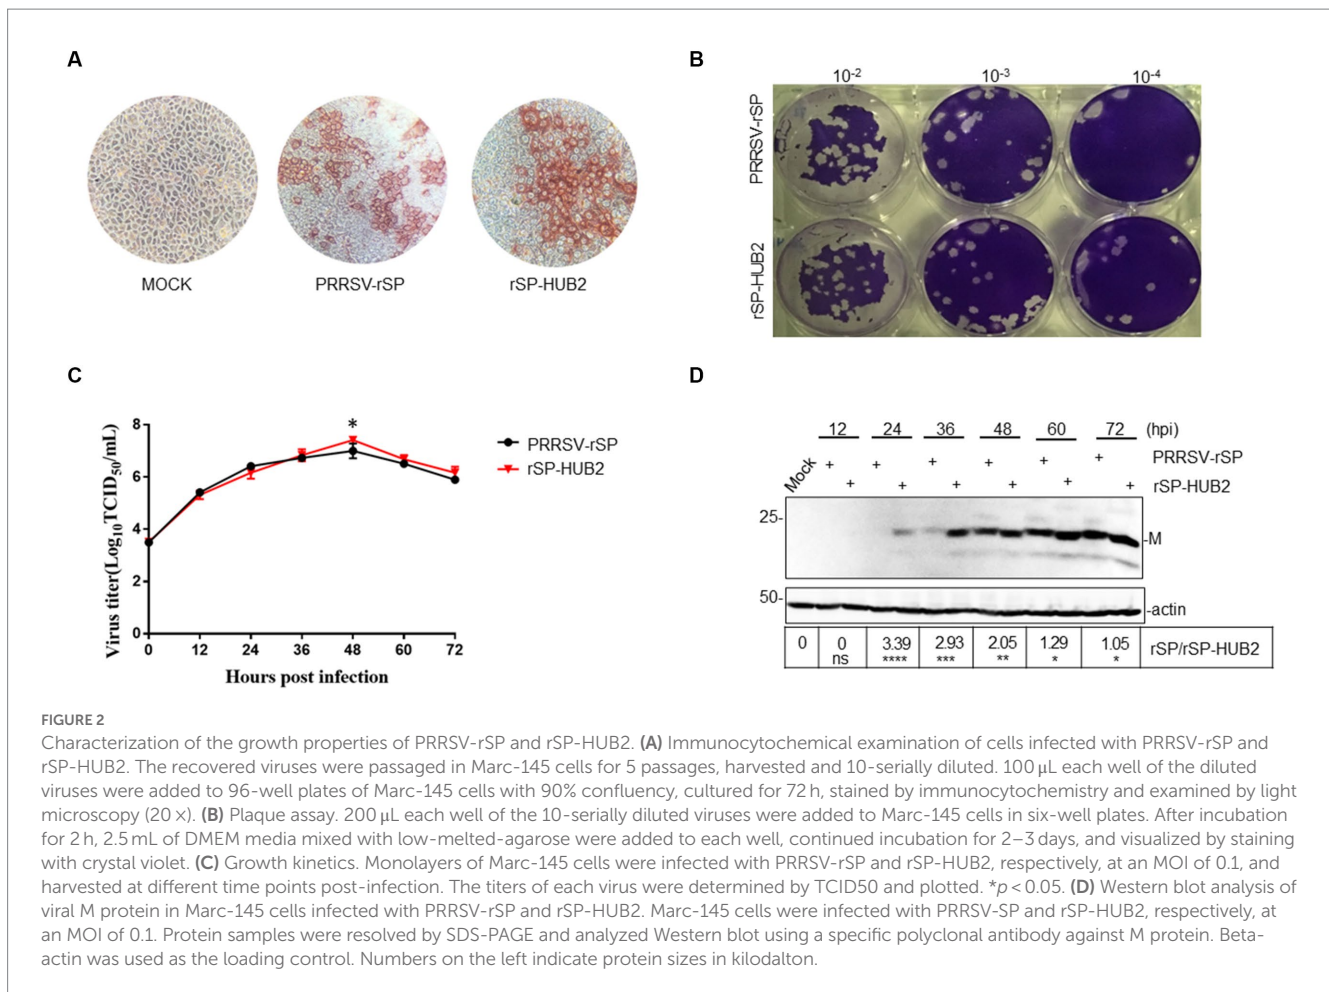 A
MOCK
PRRSV-rSP
rSP-HUB2
B
10-2
10-3
10-4
PRRSV-rSP
rSP-HUB2
C
Virus titer(Log10TCID50/mL)
8
6
4
2
0
0 12 24 36 48 60 72
*
Hours post infection
PRRSV-rSP
rSP-HUB2
D
12 24 36 48 60 72 (hpi)
+ + + + + + PRRSV-rSP
Mock + + + + + + rSP-HUB2
25-
-M
50-
-actin
0 0 3.39 2.93 2.05 1.29 1.05 rSP/rSP-HUB2
ns **** *** ** * *
FIGURE 2
Characterization of the growth properties of PRRSV-rSP and rSP-HUB2. (A) Immunocytochemical examination of cells infected with PRRSV-rSP and
rSP-HUB2. The recovered viruses were passaged in Marc-145 cells for 5 passages, harvested and 10-serially diluted. 100 μL each well of the diluted
viruses were added to 96-well plates of Marc-145 cells with 90% confluency, cultured for 72 h, stained by immunocytochemistry and examined by light
microscopy (20 ×). (B) Plaque assay. 200 μL each well of the 10-serially diluted viruses were added to Marc-145 cells in six-well plates. After incubation
for 2 h, 2.5 mL of DMEM media mixed with low-melted-agarose were added to each well, continued incubation for 2–3 days, and visualized by staining
with crystal violet. (C) Growth kinetics. Monolayers of Marc-145 cells were infected with PRRSV-rSP and rSP-HUB2, respectively, at an MOI of 0.1, and
harvested at different time points post-infection. The titers of each virus were determined by TCID50 and plotted. *p < 0.05. (D) Western blot analysis of
viral M protein in Marc-145 cells infected with PRRSV-rSP and rSP-HUB2. Marc-145 cells were infected with PRRSV-SP and rSP-HUB2, respectively, at
an MOI of 0.1. Protein samples were resolved by SDS-PAGE and analyzed Western blot using a specific polyclonal antibody against M protein. Beta-
actin was used as the loading control. Numbers on the left indicate protein sizes in kilodalton.